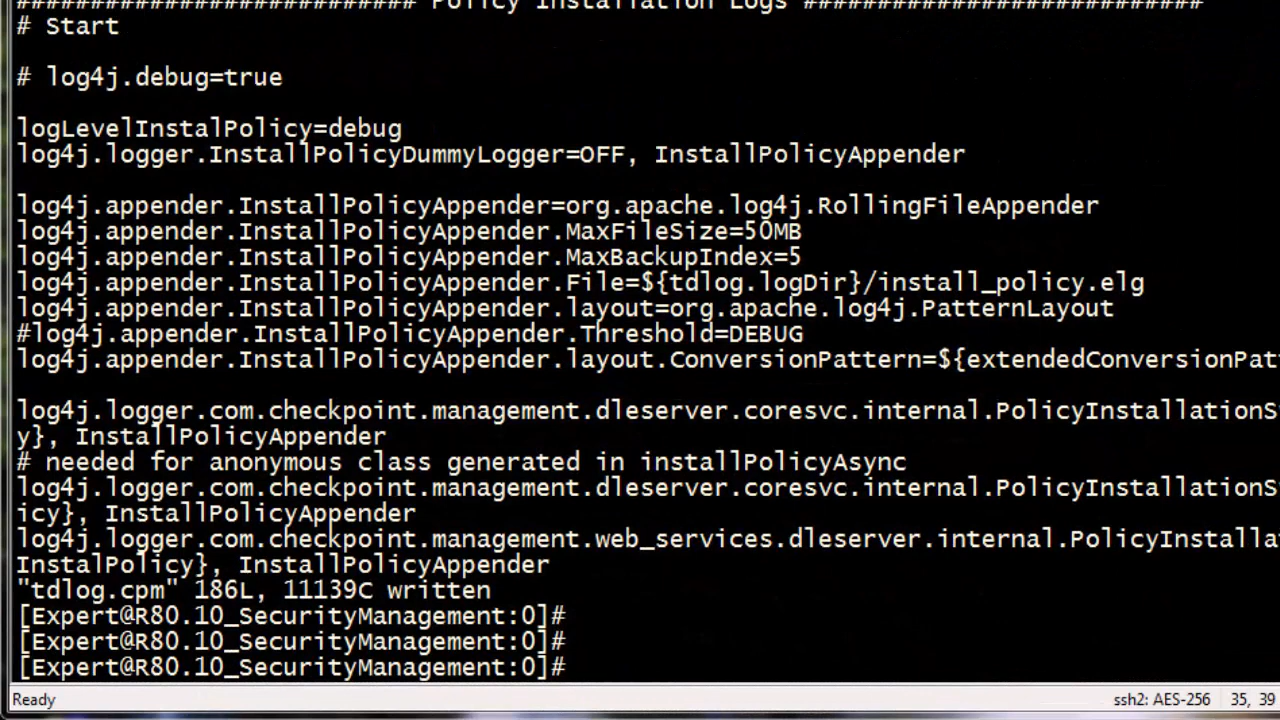 ########################### Policy Installation Logs ###########################
# Start
# log4j.debug=true
logLevelInstalPolicy=debug
log4j.logger.InstallPolicyDummyLogger=OFF, InstallPolicyAppender
log4j.appender.InstallPolicyAppender=org.apache.log4j.RollingFileAppender
log4j.appender.InstallPolicyAppender.MaxFileSize=50MB
log4j.appender.InstallPolicyAppender.MaxBackupIndex=5
log4j.appender.InstallPolicyAppender.File=${tdlog.logDir}/install_policy.elg
log4j.appender.InstallPolicyAppender.layout=org.apache.log4j.PatternLayout
#log4j.appender.InstallPolicyAppender.Threshold=DEBUG
log4j.appender.InstallPolicyAppender.layout.ConversionPattern=${extendedConversionPat
log4j.logger.com.checkpoint.management.dleserver.coresvc.internal.PolicyInstallationS
y}, InstallPolicyAppender
# needed for anonymous class generated in installPolicyAsync
log4j.logger.com.checkpoint.management.dleserver.coresvc.internal.PolicyInstallationS
icy}, InstallPolicyAppender
log4j.logger.com.checkpoint.management.web_services.dleserver.internal.PolicyInstalla
InstalPolicy}, InstallPolicyAppender
"tdlog.cpm" 186L, 11139C written
[Expert@R80.10_SecurityManagement:0]#
[Expert@R80.10_SecurityManagement:0]#
[Expert@R80.10_SecurityManagement:0]#
Ready ssh2: AES-256 35, 39